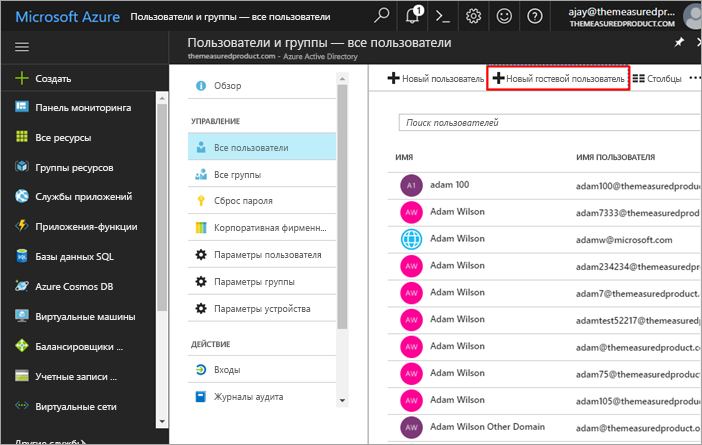 Microsoft Azure
Пользователи и группы — все пользователи
1
ajay@themeasuredpr...
THEMEASUREDPRODUCT.COM
Создать
Панель мониторинга
Все ресурсы
Группы ресурсов
Службы приложений
Приложения-функции
Базы данных SQL
Azure Cosmos DB
Виртуальные машины
Балансировщики ...
Учетные записи ...
Виртуальные сети
Другие службы
Пользователи и группы — все пользователи
themeasuredproduct.com - Azure Active Directory
Обзор
УПРАВЛЕНИЕ
Все пользователи
Все группы
Сброс пароля
Корпоративная фирменн...
Параметры пользователя
Параметры группы
Параметры устройства
ДЕЙСТВИЕ
Входы
Журналы аудита
Новый пользователь
Новый гостевой пользователь
Столбцы
Поиск пользователей
ИМЯ ИМЯ ПОЛЬЗОВАТЕЛЯ
A1 adam 100 adam100@themeasuredproduc
AW Adam Wilson adam7333@themeasuredprod
Adam Wilson adamw@microsoft.com
AW Adam Wilson adam234234@themeasuredpr
AW Adam Wilson adam7@themeasuredproduct.
AW Adam Wilson adamtest52217@themeasured
AW Adam Wilson adam@themeasuredproduct.co
AW Adam Wilson adam75@themeasuredproduct
AW Adam Wilson adam105@themeasuredproduc
AW Adam Wilson Other Domain adam@themeasuredproduct.o